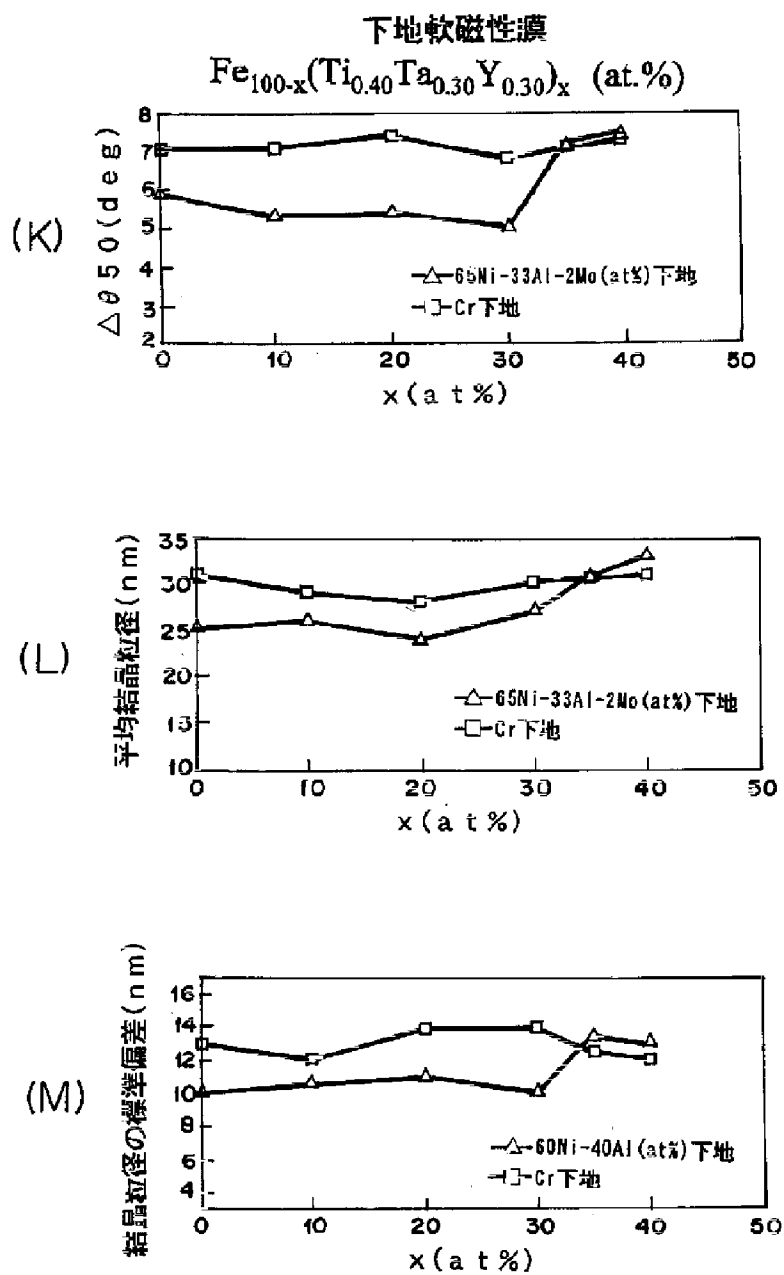 下地軟磁性膜
Fe100-x(Ti0.40Ta0.30Y0.30)x (at.%)
(K)
△θ50(deg)
8
7
6
5
4
3
2
0 10 20 30 40 50
x(at%)
65Ni-33Al-2Mo(at%)下地
Cr下地
(L)
平均結晶粒径(nm)
35
30
25
20
15
10
0 10 20 30 40 50
x(at%)
65Ni-33Al-2Mo(at%)下地
Cr下地
(M)
結晶粒径の標準偏差(nm)
16
14
12
10
8
6
4
0 10 20 30 40 50
x(at%)
60Ni-40Al(at%)下地
Cr下地